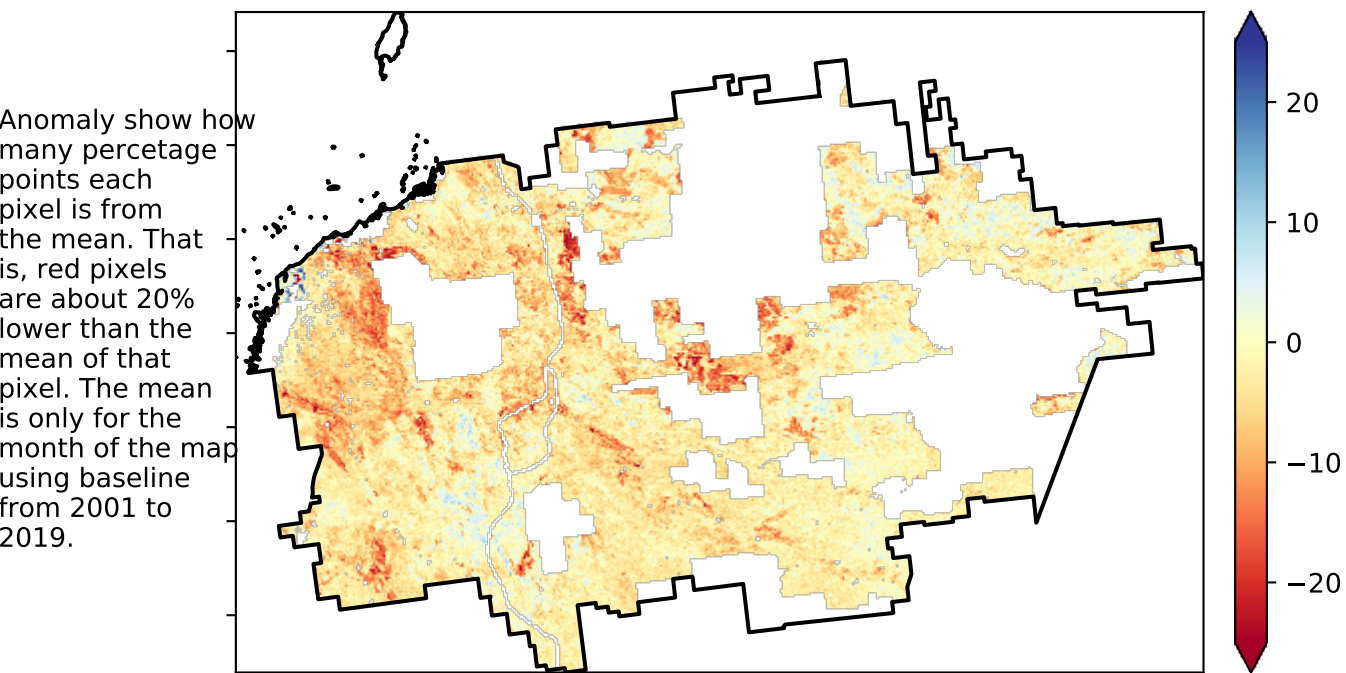 Anomaly show how
many percetage
points each
pixel is from
the mean. That
is, red pixels
are about 20%
lower than the
mean of that
pixel. The mean
is only for the
month of the map
using baseline
from 2001 to
2019.
20
10
0
−10
−20